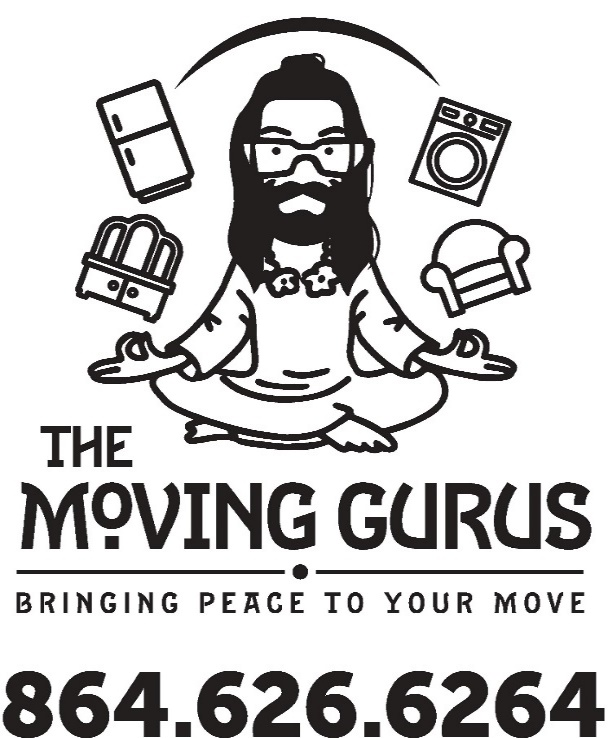 THE
MOVING GURUS
BRINGING PEACE TO YOUR MOVE
864.626.6264